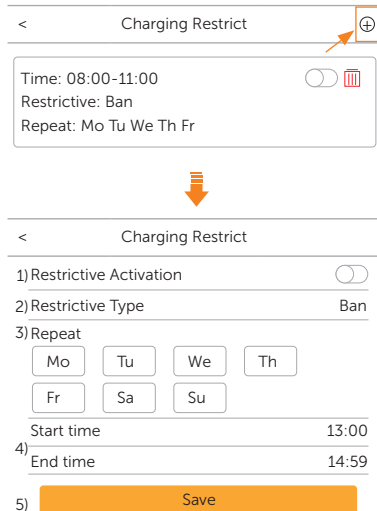 < Charging Restrict
Time: 08:00-11:00
Restrictive: Ban
Repeat: Mo Tu We Th Fr
< Charging Restrict
1) Restrictive Activation
2) Restrictive Type Ban
3) Repeat
Mo Tu We Th
Fr Sa Su
Start time 13:00
4)
End time 14:59
5) Save